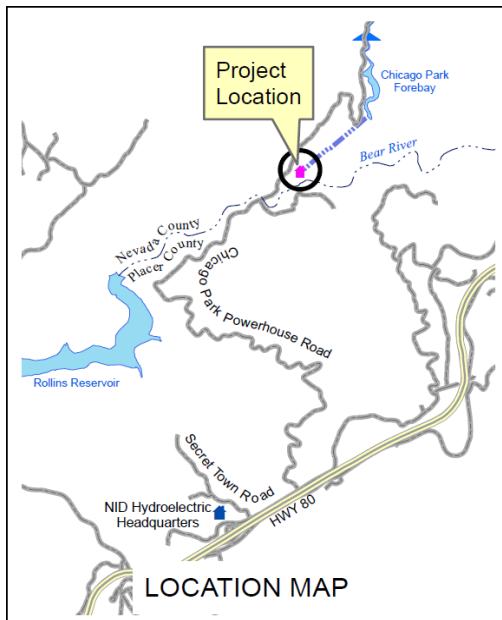 Project
Location
Chicago Park
Forebay
Bear River
Nevada County
Placer County
Chicago Park Powerhouse Road
Rollins Reservoir
Secret Town Road
NID Hydroelectric
Headquarters
HWY 80
LOCATION MAP